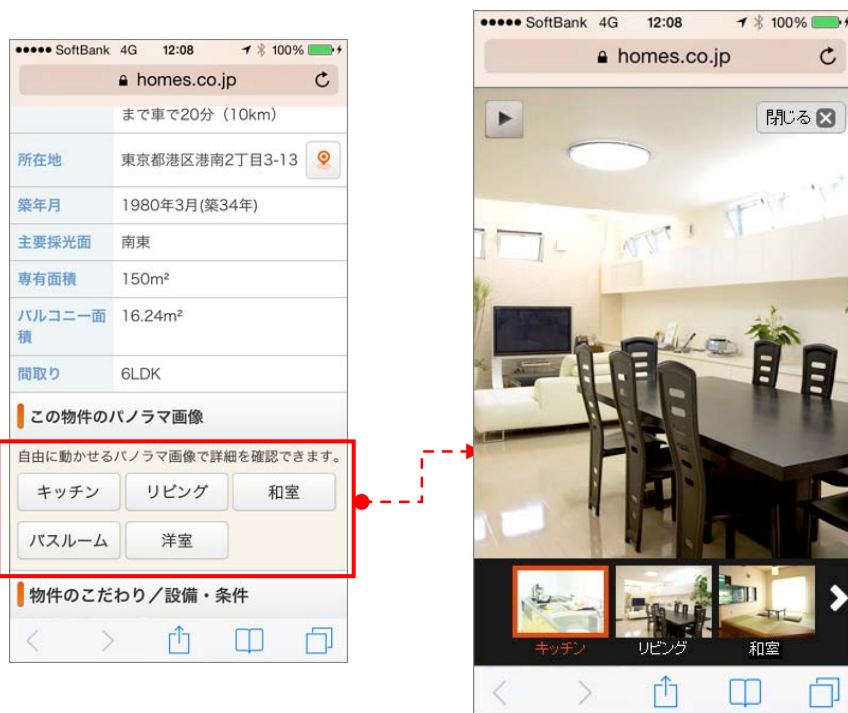 SoftBank 4G 12:08 100%
homes.co.jp
まで車で20分（10km）
所在地 東京都港区港南2丁目3-13
築年月 1980年3月(築34年)
主要採光面 南東
専有面積 150m²
バルコニー面積 16.24m²
間取り 6LDK
この物件のパノラマ画像
自由に動かせるパノラマ画像で詳細を確認できます。
キッチン リビング 和室
バスルーム 洋室
物件のこだわり／設備・条件
SoftBank 4G 12:08 100%
homes.co.jp
閉じる
キッチン リビング 和室